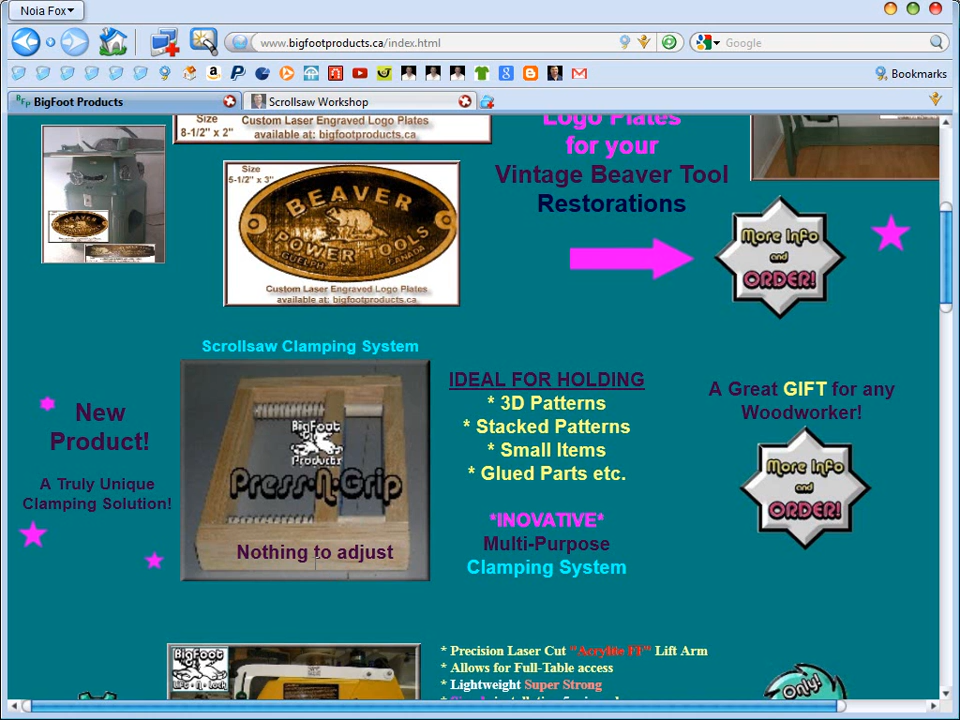 Noia Fox
www.bigfootproducts.ca/index.html
Google
Bookmarks
BFP BigFoot Products
Scrollsaw Workshop
Size
8-1/2" x 2"
Custom Laser Engraved Logo Plates
available at: bigfootproducts.ca
Logo Plates
for your
Vintage Beaver Tool
Restorations
Size
5-1/2" x 3"
BEAVER
POWER TOOLS
GUELPH CANADA
Custom Laser Engraved Logo Plates
available at: bigfootproducts.ca
More Info
and
ORDER!
Scrollsaw Clamping System
New
Product!
A Truly Unique
Clamping Solution!
BigFoot
Products
Press-N-Grip
Nothing to adjust
IDEAL FOR HOLDING
* 3D Patterns
* Stacked Patterns
* Small Items
* Glued Parts etc.
*INOVATIVE*
Multi-Purpose
Clamping System
A Great GIFT for any
Woodworker!
More Info
and
ORDER!
BigFoot
Lift-N-Lock
* Precision Laser Cut "Acrylite FF" Lift Arm
* Allows for Full-Table access
* Lightweight Super Strong
Only!